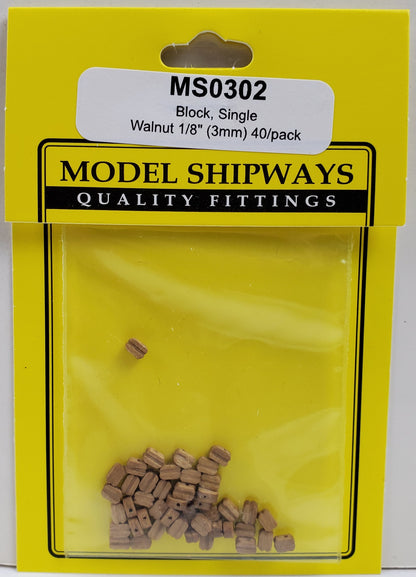 MS0302
Block, Single
Walnut 1/8" (3mm) 40/pack
MODEL SHIPWAYS
QUALITY FITTINGS